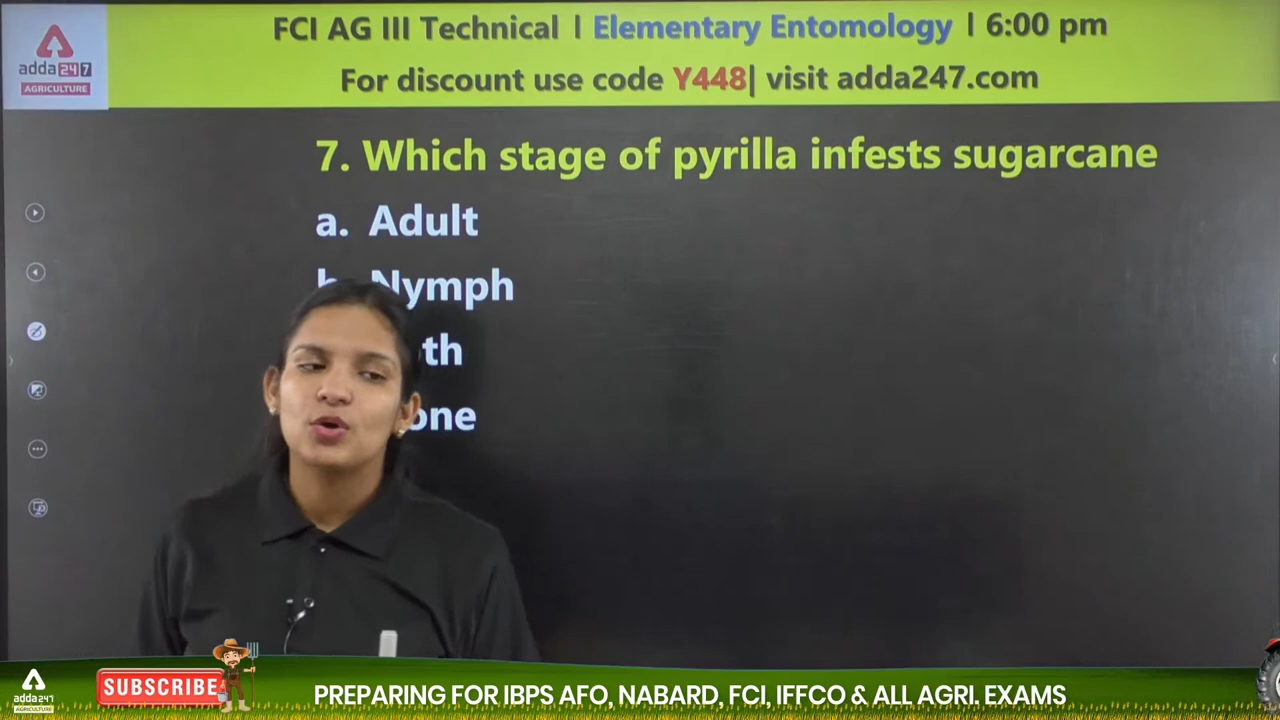 FCI AG III Technical l Elementary Entomology l 6:00 pm
For discount use code Y448| visit adda247.com
adda247
AGRICULTURE
7. Which stage of pyrilla infests sugarcane
a. Adult
Nymph
adda247
AGRICULTURE
SUBSCRIBE
PREPARING FOR IBPS AFO, NABARD, FCI, IFFCO & ALL AGRI. EXAMS